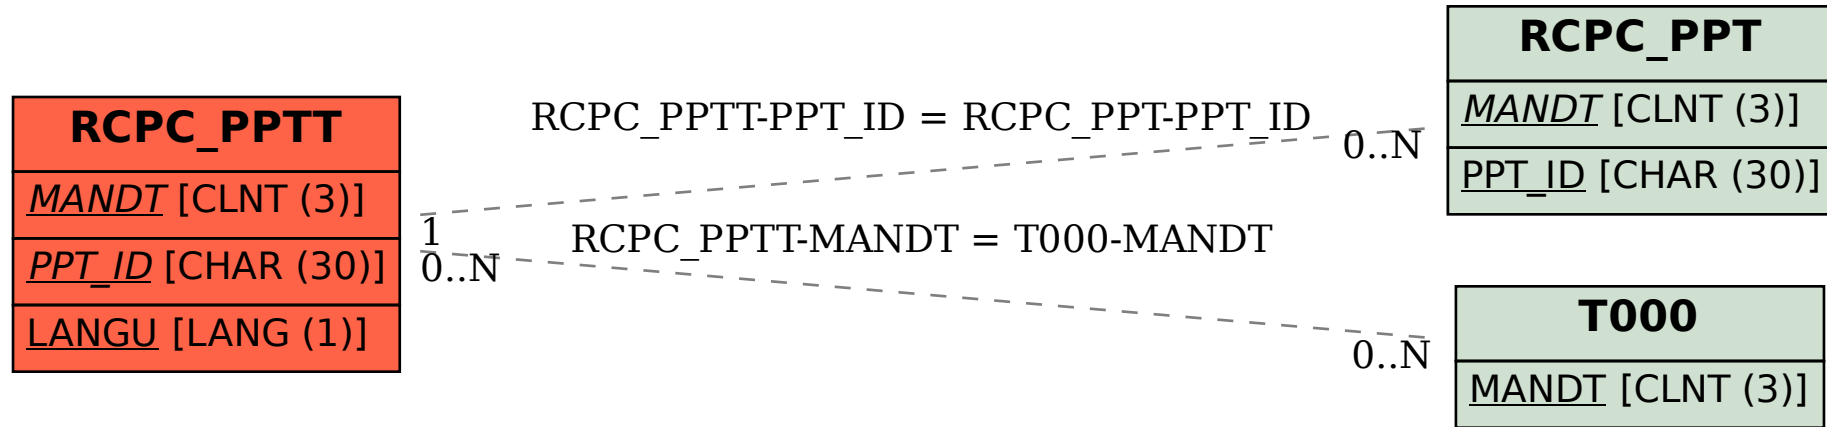 RCPC_PPTT
MANDT [CLNT (3)]
PPT_ID [CHAR (30)]
LANGU [LANG (1)]
RCPC_PPTT-PPT_ID = RCPC_PPT-PPT_ID
1
0..N
RCPC_PPTT-MANDT = T000-MANDT
0..N
0..N
RCPC_PPT
MANDT [CLNT (3)]
PPT_ID [CHAR (30)]
T000
MANDT [CLNT (3)]